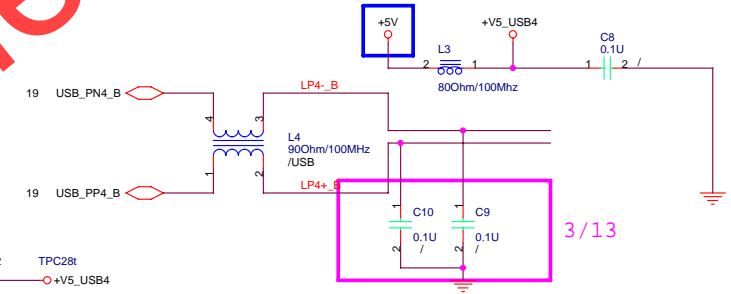 +5V
+V5_USB4
C8
0.1U
L3
2
1
1
2
/
80Ohm/100Mhz
19
USB_PN4_B
LP4-_B
4
3
L4
90Ohm/100MHz
/USB
1
2
19
USB_PP4_B
LP4+_B
1
C10
1
C9
0.1U
0.1U
2
/
2
/
3/13
TPC28t
+V5_USB4